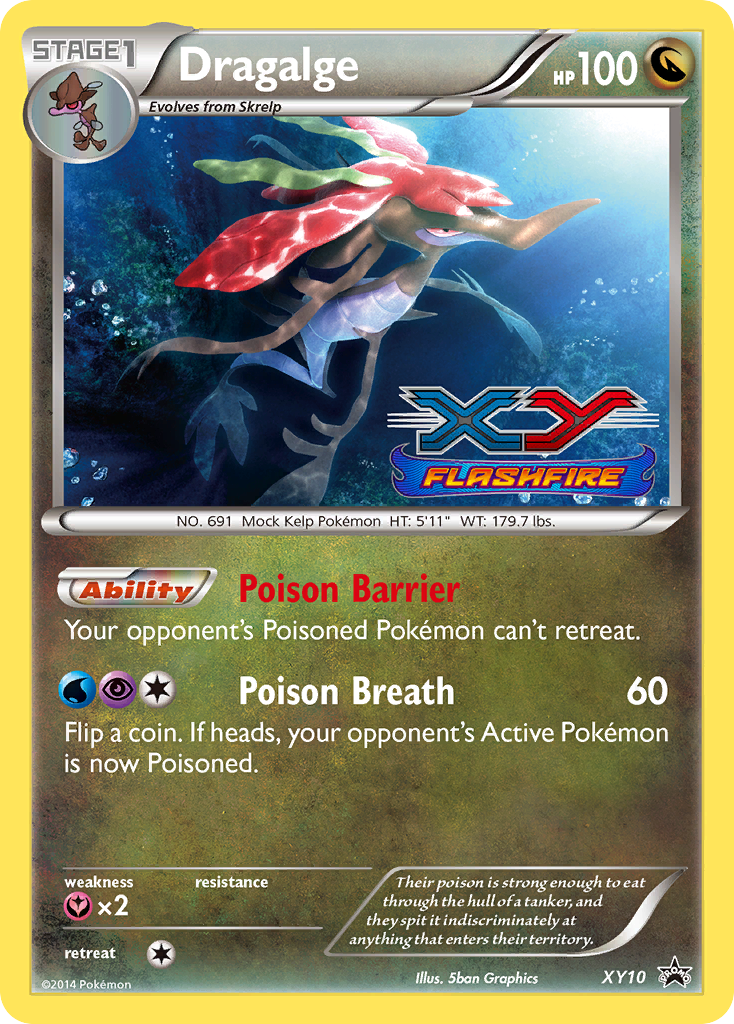 STAGE1
Dragalge
HP100
Evolves from Skrelp
XY
FLASHFIRE
NO. 691 Mock Kelp Pokémon HT: 5'11" WT: 179.7 lbs.
Ability Poison Barrier
Your opponent's Poisoned Pokémon can't retreat.
Poison Breath 60
Flip a coin. If heads, your opponent's Active Pokémon
is now Poisoned.
weakness resistance
×2
retreat
Their poison is strong enough to eat
through the hull of a tanker, and
they spit it indiscriminately at
anything that enters their territory.
©2014 Pokémon
Illus. 5ban Graphics
XY10
PROMO